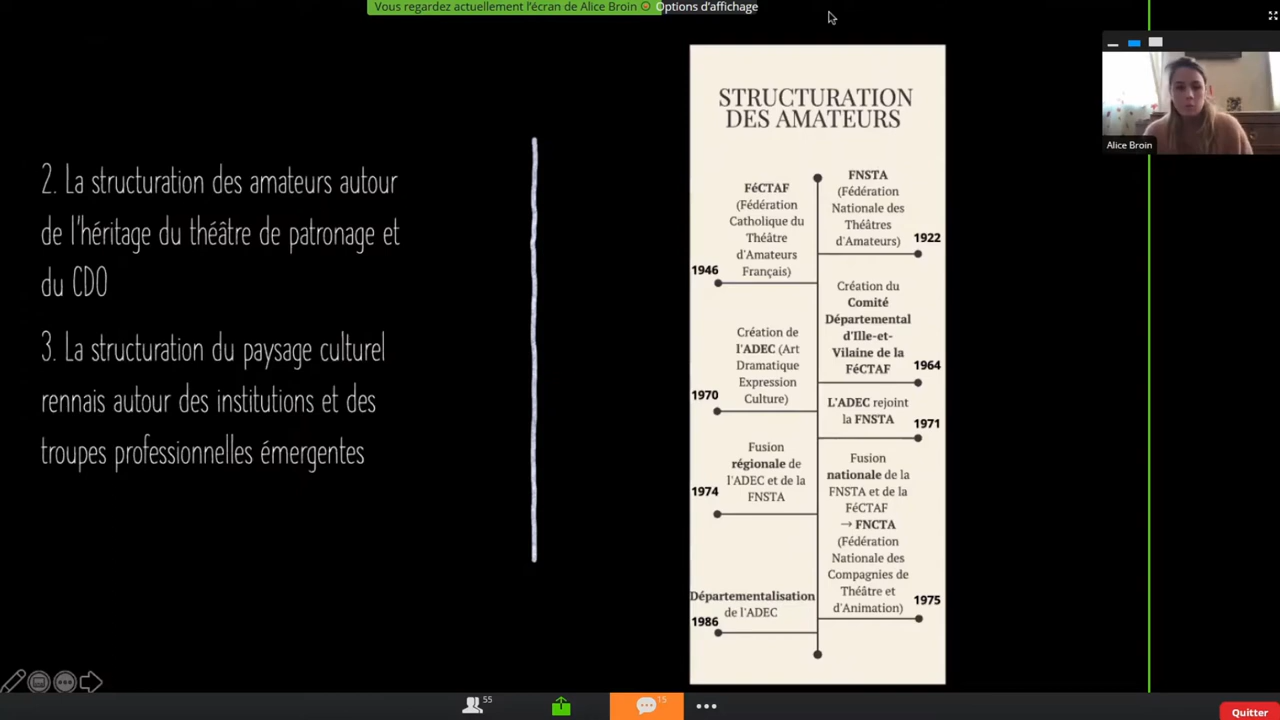 Vous regardez actuellement l'écran de Alice Broin
Options d'affichage
2. La structuration des amateurs autour
de l'héritage du théâtre de patronage et
du CDO
3. La structuration du paysage culturel
rennais autour des institutions et des
troupes professionnelles émergentes
STRUCTURATION
DES AMATEURS
FNSTA
(Fédération
Nationale des
Théâtres
d'Amateurs)
1922
FéCTAF
(Fédération
Catholique du
Théâtre
d'Amateurs
Français)
1946
Création du
Comité
Départemental
d'Ille-et-
Vilaine de la
FéCTAF
1964
Création de
l'ADEC (Art
Dramatique
Expression
Culture)
1970
L'ADEC rejoint
la FNSTA
1971
Fusion
régionale de
l'ADEC et de la
FNSTA
1974
Fusion
nationale de la
FNSTA et de la
FéCTAF
→ FNCTA
(Fédération
Nationale des
Compagnies de
Théâtre et
d'Animation)
1975
Départementalisation
de l'ADEC
1986
Alice Broin
55
15
Quitter